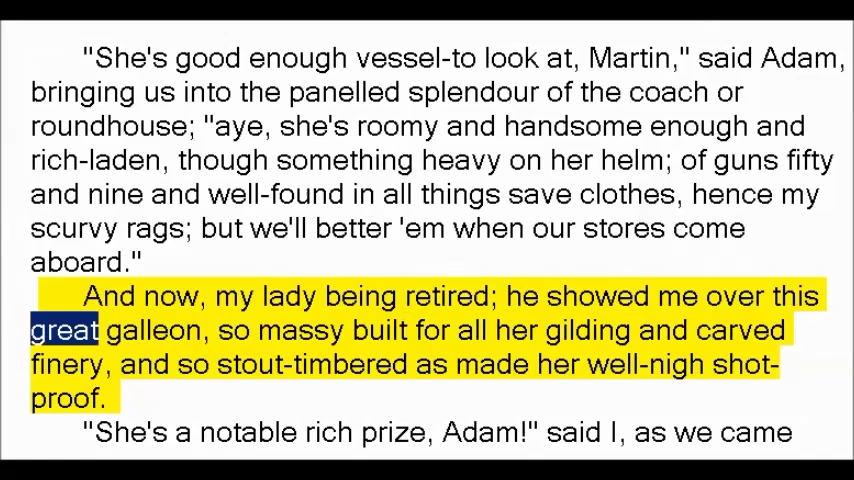 "She's good enough vessel-to look at, Martin," said Adam,
bringing us into the panelled splendour of the coach or
roundhouse; "aye, she's roomy and handsome enough and
rich-laden, though something heavy on her helm; of guns fifty
and nine and well-found in all things save clothes, hence my
scurvy rags; but we'll better 'em when our stores come
aboard."
And now, my lady being retired; he showed me over this
great galleon, so massy built for all her gilding and carved
finery, and so stout-timbered as made her well-nigh shot-
proof.
"She's a notable rich prize, Adam!" said I, as we came